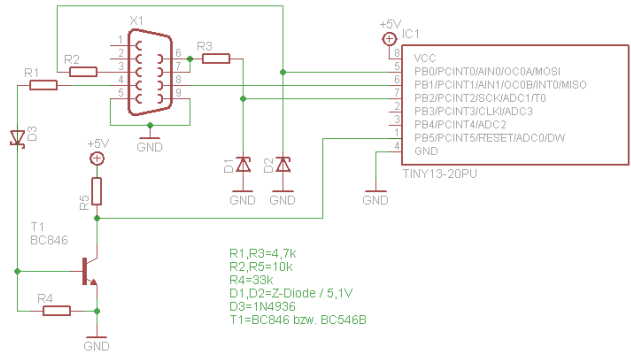 X1
+5V
IC1
1
2
3
4
5
6
7
8
9
R3
R2
R1
8 VCC
5 PB0/PCINT0/AIN0/OC0A/MOSI
6 PB1/PCINT1/AIN1/OC0B/INT0/MISO
7 PB2/PCINT2/SCK/ADC1/T0
2 PB3/PCINT3/CLKI/ADC3
3 PB4/PCINT4/ADC2
1 PB5/PCINT5/RESET/ADC0/DW
4 GND
TINY13-20PU
D3
+5V
GND
D1
D2
GND
GND
GND
R5
T1
BC846
R4
GND
R1,R3=4,7k
R2,R5=10k
R4=33k
D1,D2=Z-Diode / 5,1V
D3=1N4936
T1=BC846 bzw. BC546B